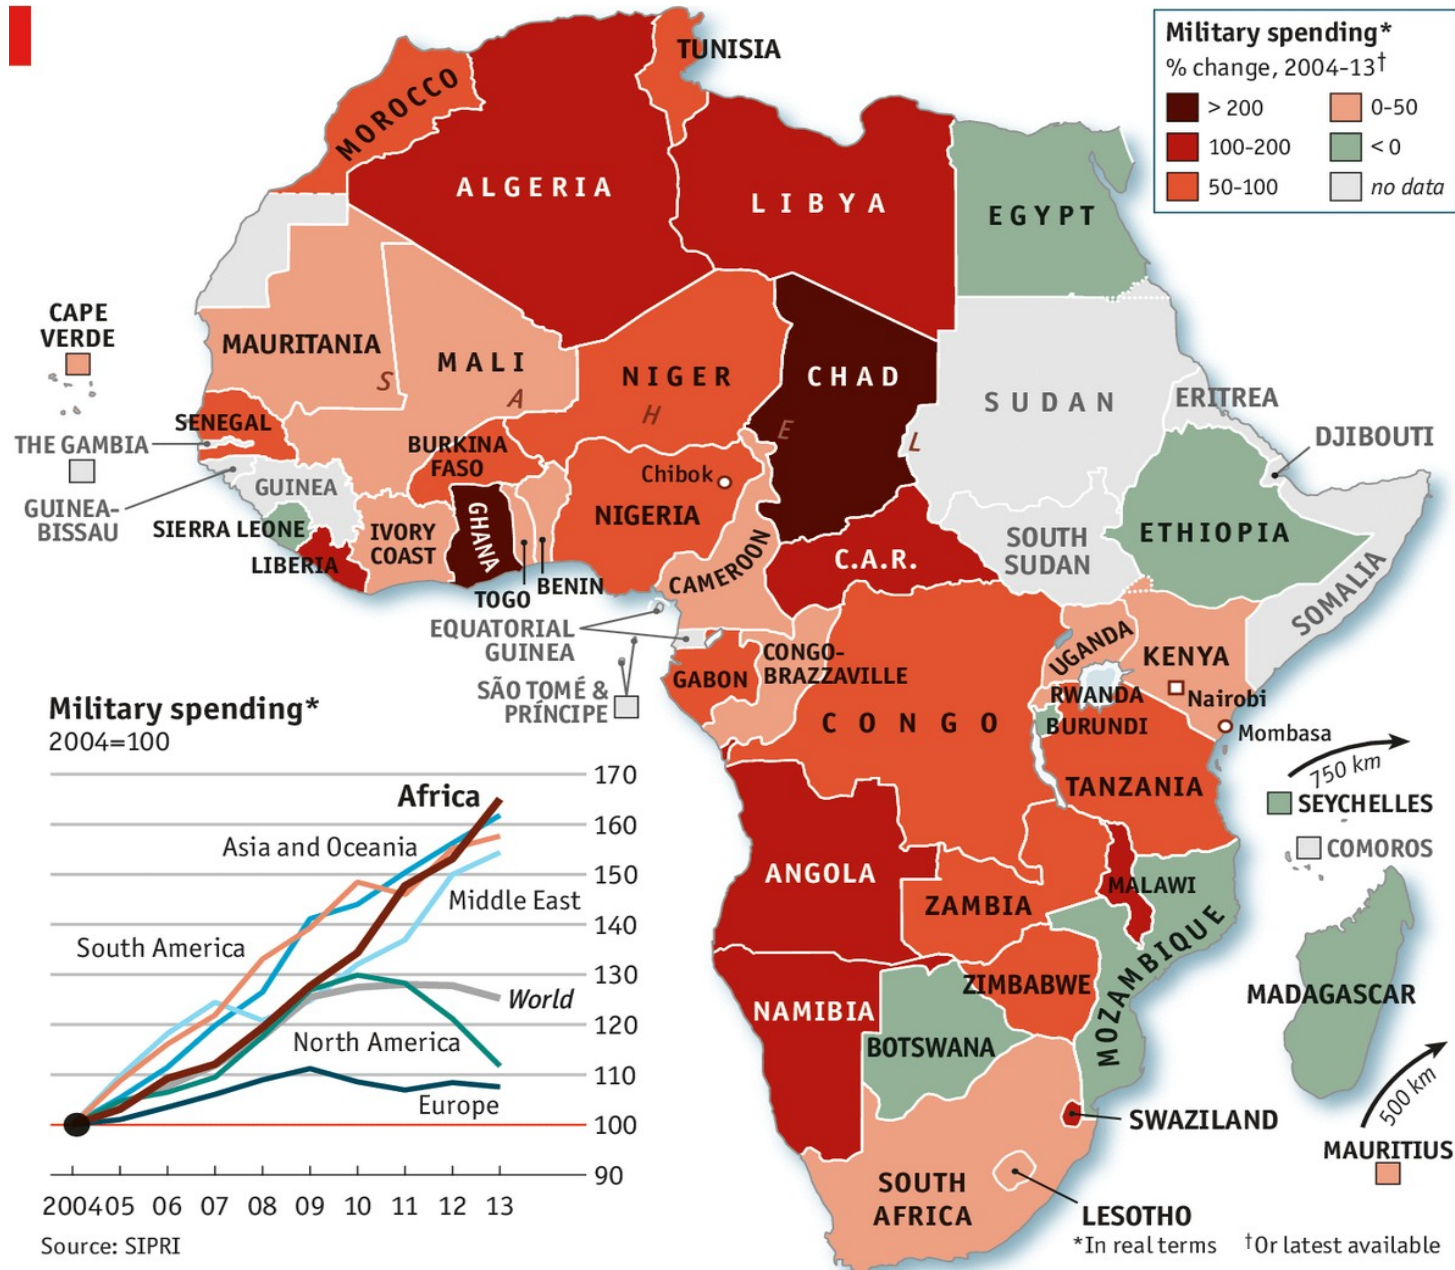 Military spending*
% change, 2004-13†
> 200
100-200
50-100
0-50
< 0
no data
TUNISIA
MOROCCO
ALGERIA
LIBYA
EGYPT
CAPE
VERDE
MAURITANIA
MALI
NIGER
CHAD
SUDAN
ERITREA
S A H E L
SENEGAL
THE GAMBIA
BURKINA
FASO
DJIBOUTI
Chibok
GUINEA
GUINEA-
BISSAU
NIGERIA
SIERRA LEONE
IVORY
COAST
GHANA
ETHIOPIA
SOUTH
SUDAN
LIBERIA
C.A.R.
CAMEROON
SOMALIA
TOGO
BENIN
EQUATORIAL
GUINEA
UGANDA
KENYA
CONGO-
BRAZZAVILLE
GABON
SÃO TOMÉ &
PRÍNCIPE
RWANDA
Nairobi
CONGO
BURUNDI
Mombasa
TANZANIA
750 km
SEYCHELLES
COMOROS
ANGOLA
MALAWI
ZAMBIA
MOZAMBIQUE
ZIMBABWE
MADAGASCAR
NAMIBIA
BOTSWANA
500 km
SWAZILAND
MAURITIUS
SOUTH
AFRICA
LESOTHO
Military spending*
2004=100
170
160
150
140
130
120
110
100
90
Africa
Asia and Oceania
Middle East
South America
World
North America
Europe
2004 05 06 07 08 09 10 11 12 13
Source: SIPRI
*In real terms †Or latest available